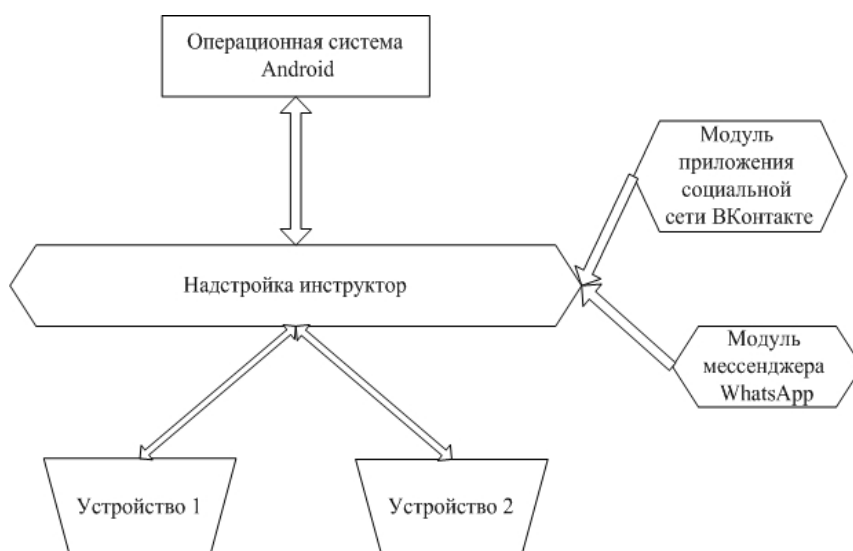 Операционная система
Android
Модуль
приложения
социальной
сети ВКонтакте
Надстройка инструктор
Модуль
мессенджера
WhatsApp
Устройство 1
Устройство 2